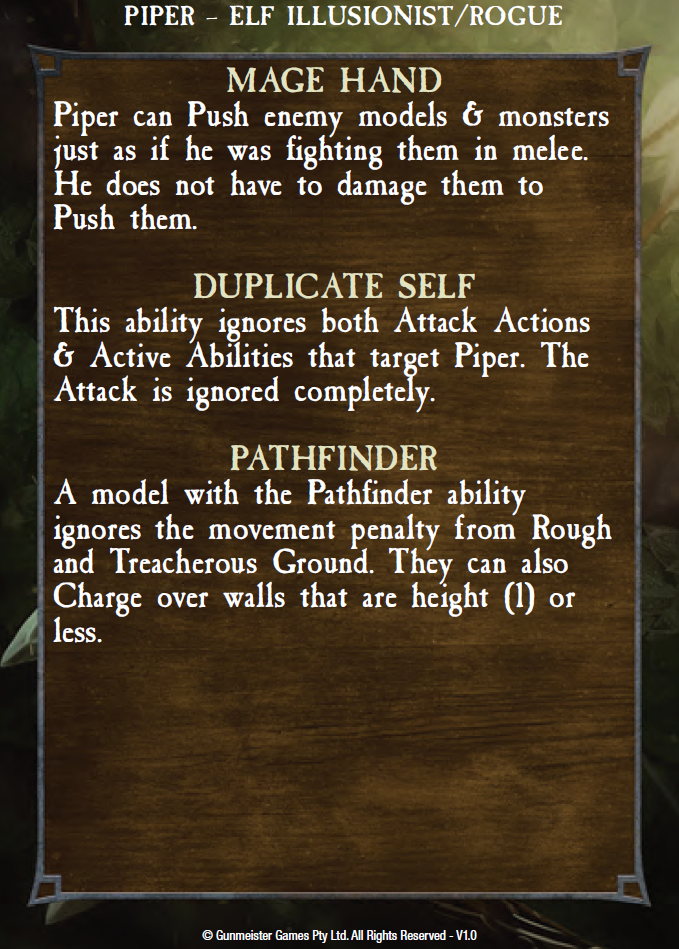 PIPER – ELF ILLUSIONIST/ROGUE
MAGE HAND
Piper can Push enemy models & monsters
just as if he was fighting them in melee.
He does not have to damage them to
Push them.
DUPLICATE SELF
This ability ignores both Attack Actions
& Active Abilities that target Piper. The
Attack is ignored completely.
PATHFINDER
A model with the Pathfinder ability
ignores the movement penalty from Rough
and Treacherous Ground. They can also
Charge over walls that are height (1) or
less.
© Gunmeister Games Pty Ltd. All Rights Reserved - V1.0